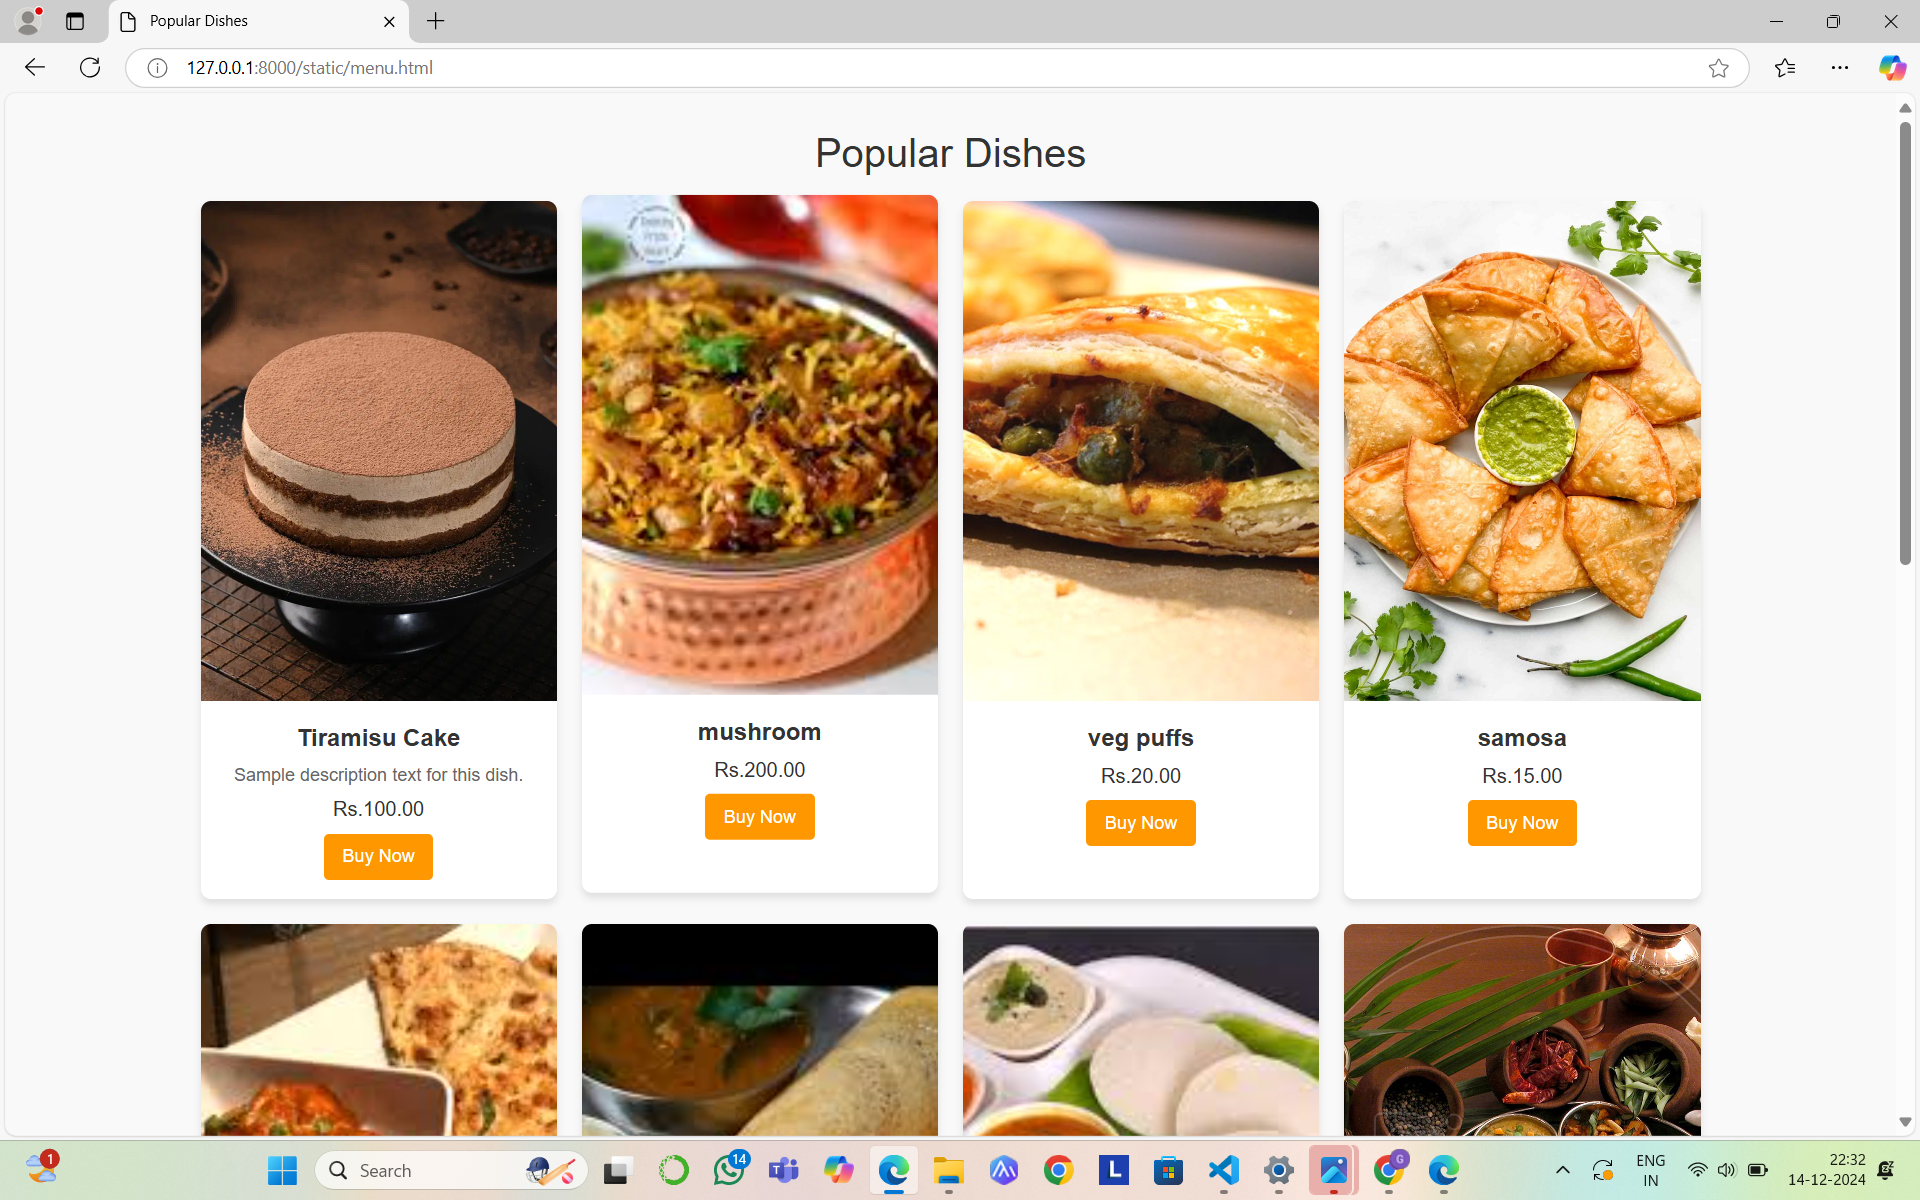 Popular Dishes
127.0.0.1:8000/static/menu.html
Popular Dishes
Tiramisu Cake
Sample description text for this dish.
Rs.100.00
Buy Now
mushroom
Rs.200.00
Buy Now
veg puffs
Rs.20.00
Buy Now
samosa
Rs.15.00
Buy Now
1
Search
14
T
L
G
ENG
IN
22:32
14-12-2024